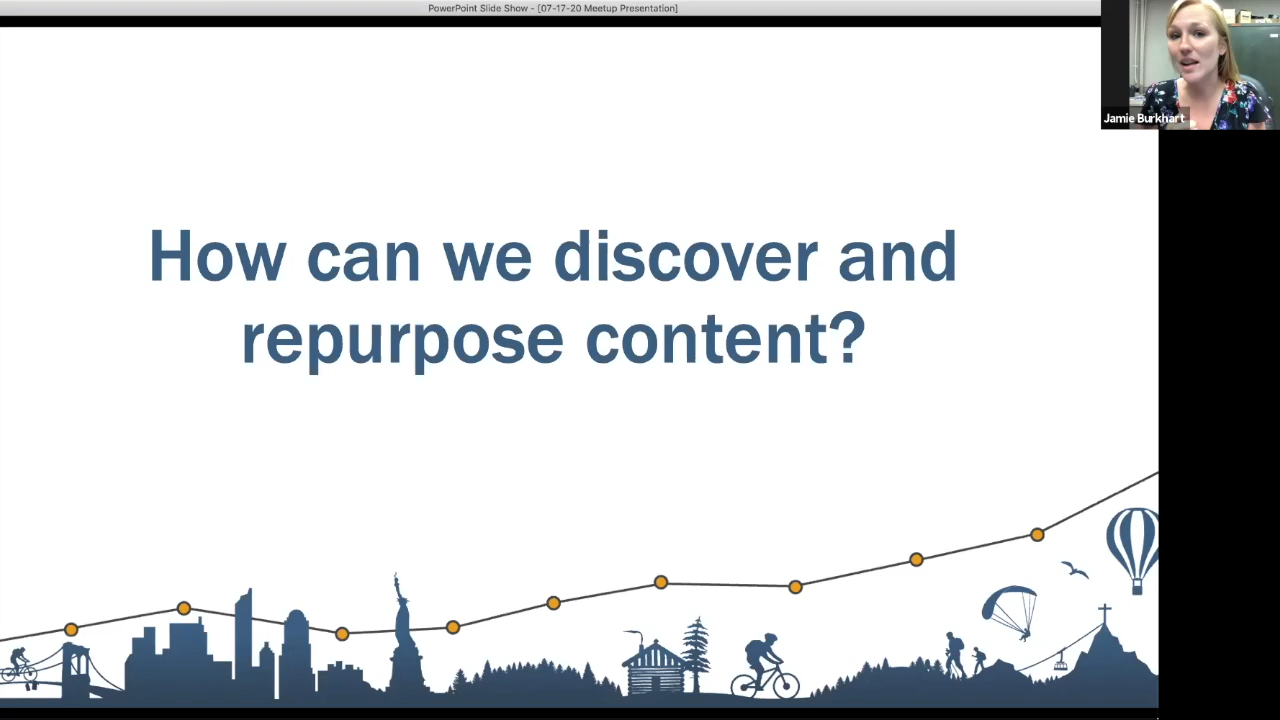 PowerPoint Slide Show - [07-17-20 Meetup Presentation]
Jamie Burkhart
How can we discover and
repurpose content?